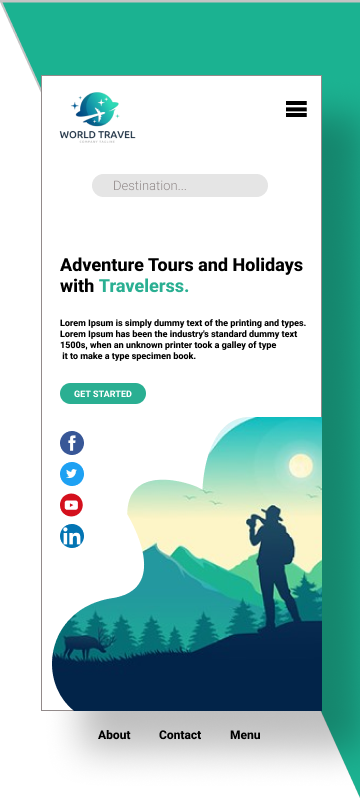 WORLD TRAVEL
Destination...
Adventure Tours and Holidays
with Travelerss.
Lorem Ipsum is simply dummy text of the printing and types.
Lorem Ipsum has been the industry's standard dummy text
1500s, when an unknown printer took a galley of type
it to make a type specimen book.
GET STARTED
f
in
About Contact Menu